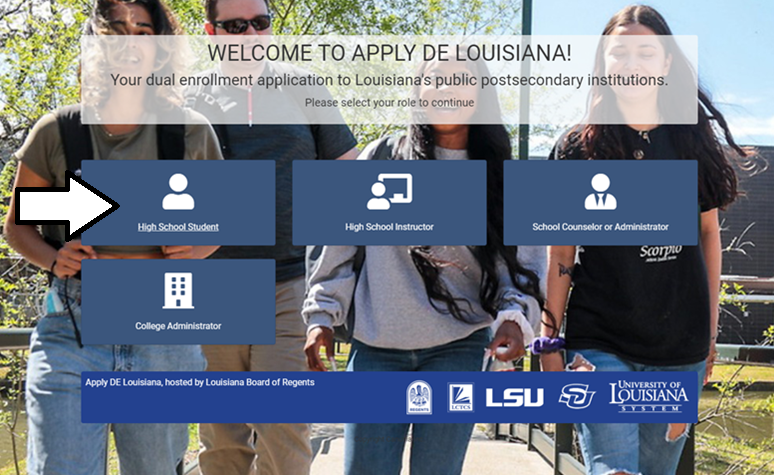 WELCOME TO APPLY DE LOUISIANA!
Your dual enrollment application to Louisiana's public postsecondary institutions.
Please select your role to continue
High School Student
High School Instructor
School Counselor or Administrator
Scorpio
College Administrator
Apply DE Louisiana, hosted by Louisiana Board of Regents
REGENTS
LCTCS
LSU
SU
UNIVERSITY OF
LOUISIANA
SYSTEM